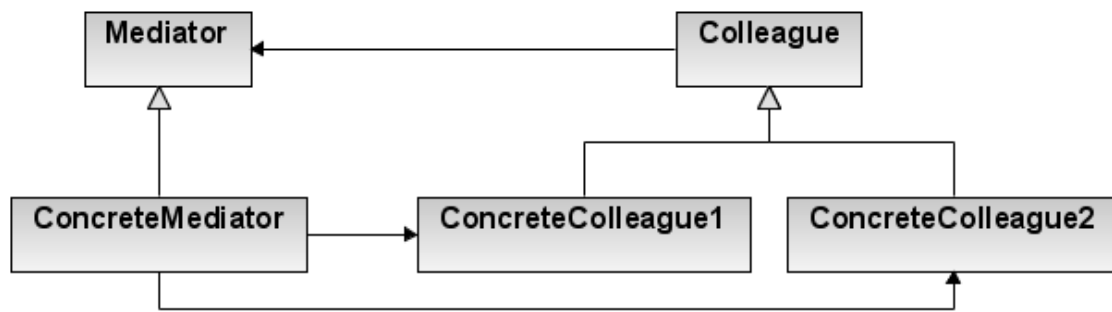 Mediator
Colleague
ConcreteMediator
ConcreteColleague1
ConcreteColleague2